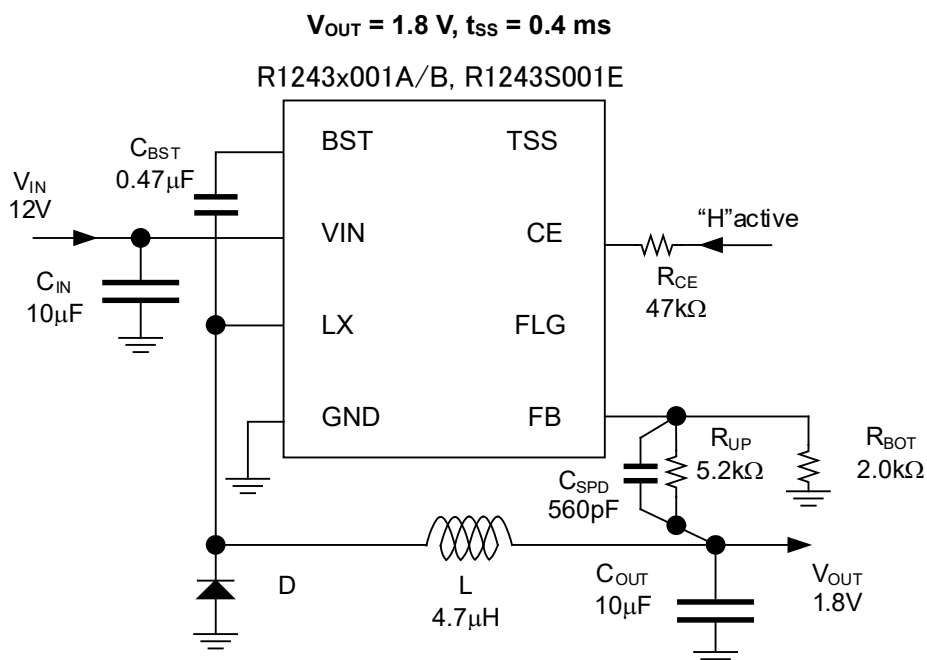 VOUT = 1.8 V, tSS = 0.4 ms
R1243x001A/B, R1243S001E
BST
TSS
CBST
0.47μF
VIN
12V
VIN
CE
“H”active
RCE
47kΩ
CIN
10μF
LX
FLG
GND
FB
RUP
5.2kΩ
RBOT
2.0kΩ
CSPD
560pF
D
L
4.7μH
COUT
10μF
VOUT
1.8V